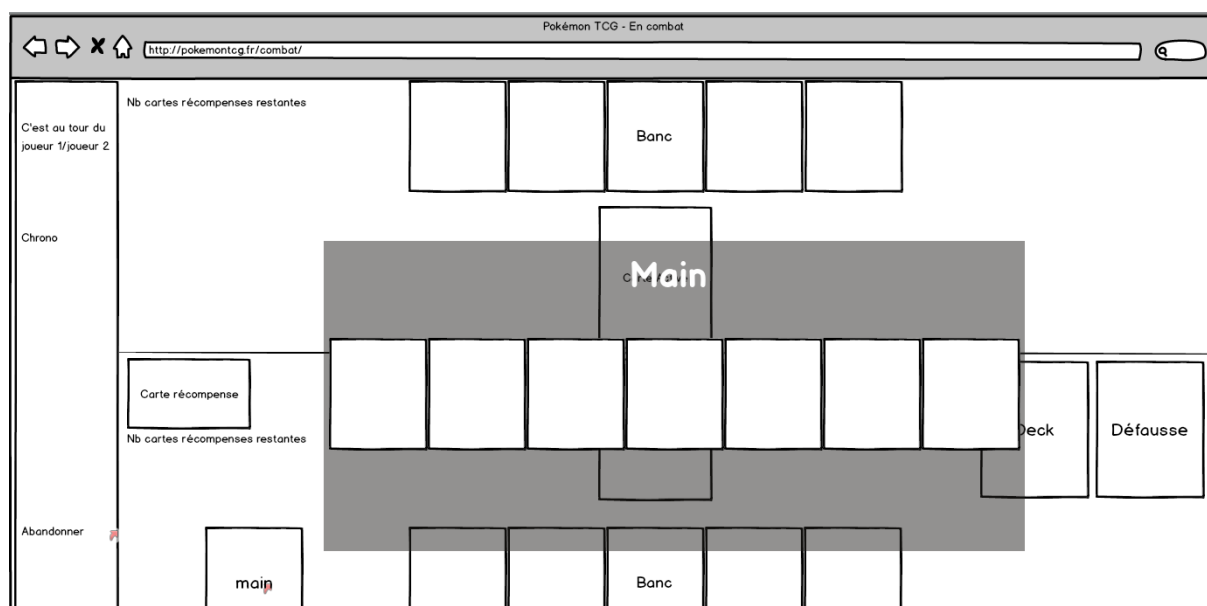 Pokémon TCG - En combat
http://pokemontcg.fr/combat/
Nb cartes récompenses restantes
C'est au tour du
joueur 1/joueur 2
Banc
Chrono
Main
Carte récompense
Nb cartes récompenses restantes
Deck
Défausse
Abandonner
main
Banc